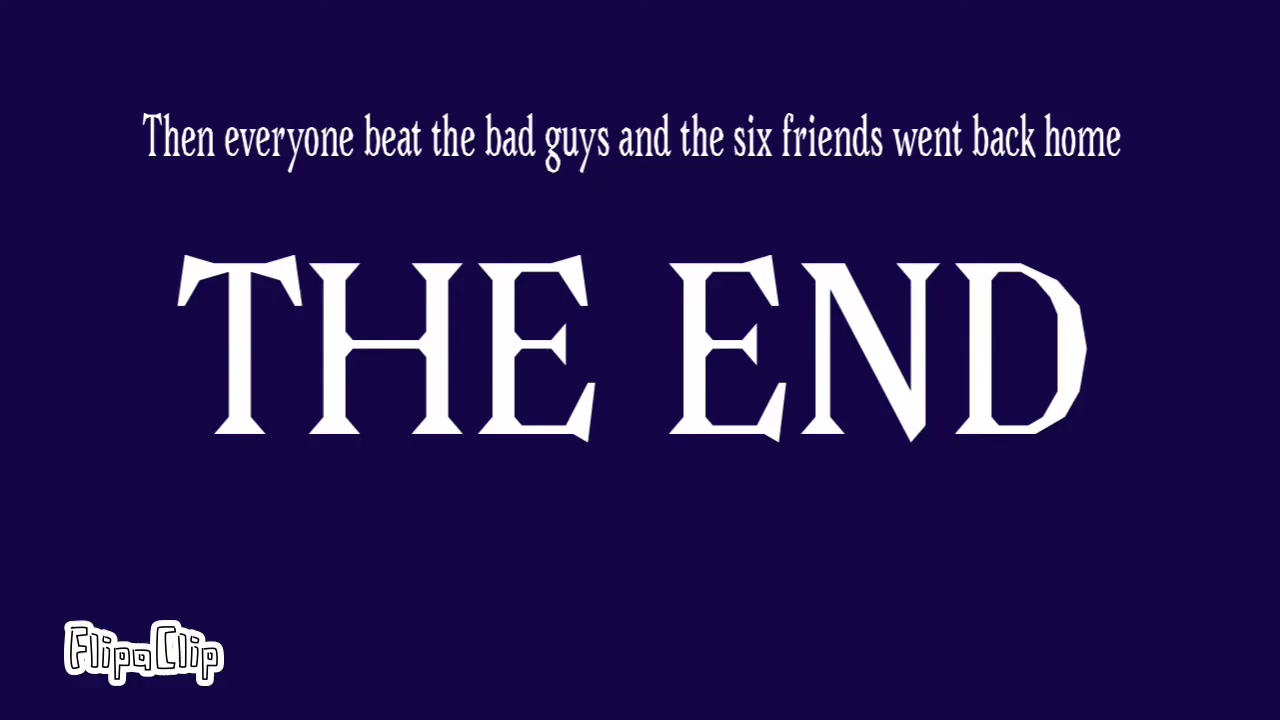 Then everyone beat the bad guys and the six friends went back home
THE END
FlipaClip